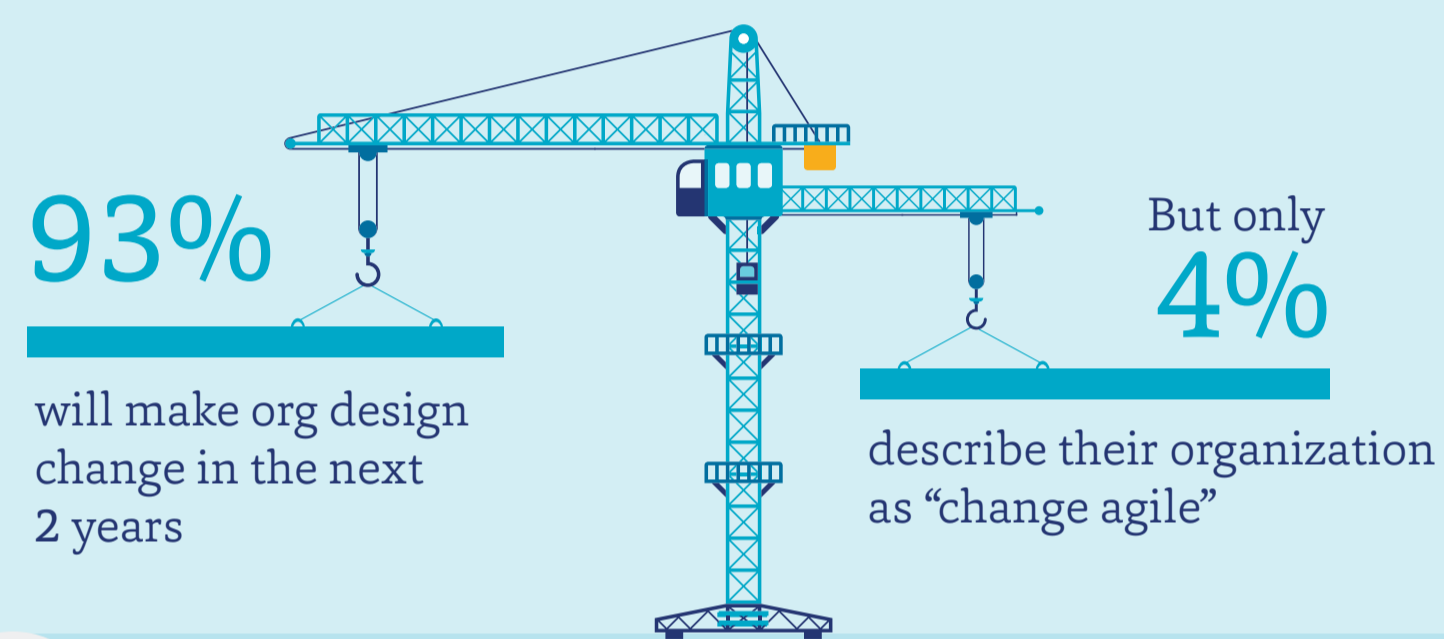 93%
will make org design
change in the next
2 years
But only
4%
describe their organization
as “change agile”